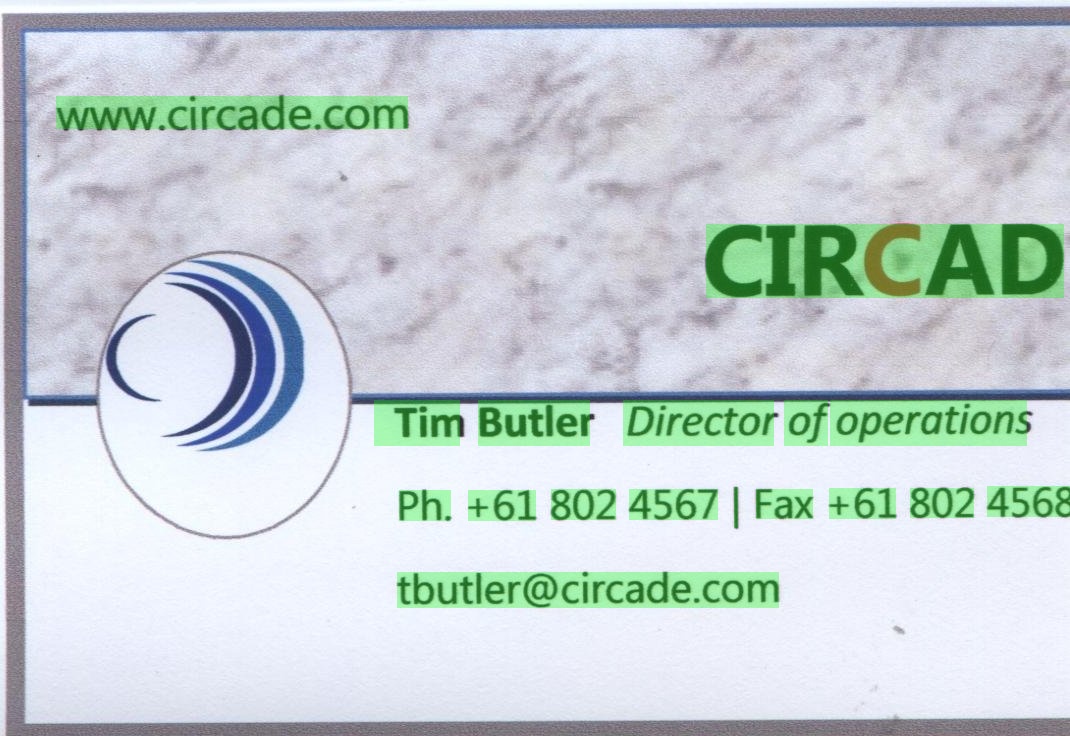 www.circade.com
CIRCAD
Tim Butler Director of operations
Ph. +61 802 4567 | Fax +61 802 4568
tbutler@circade.com